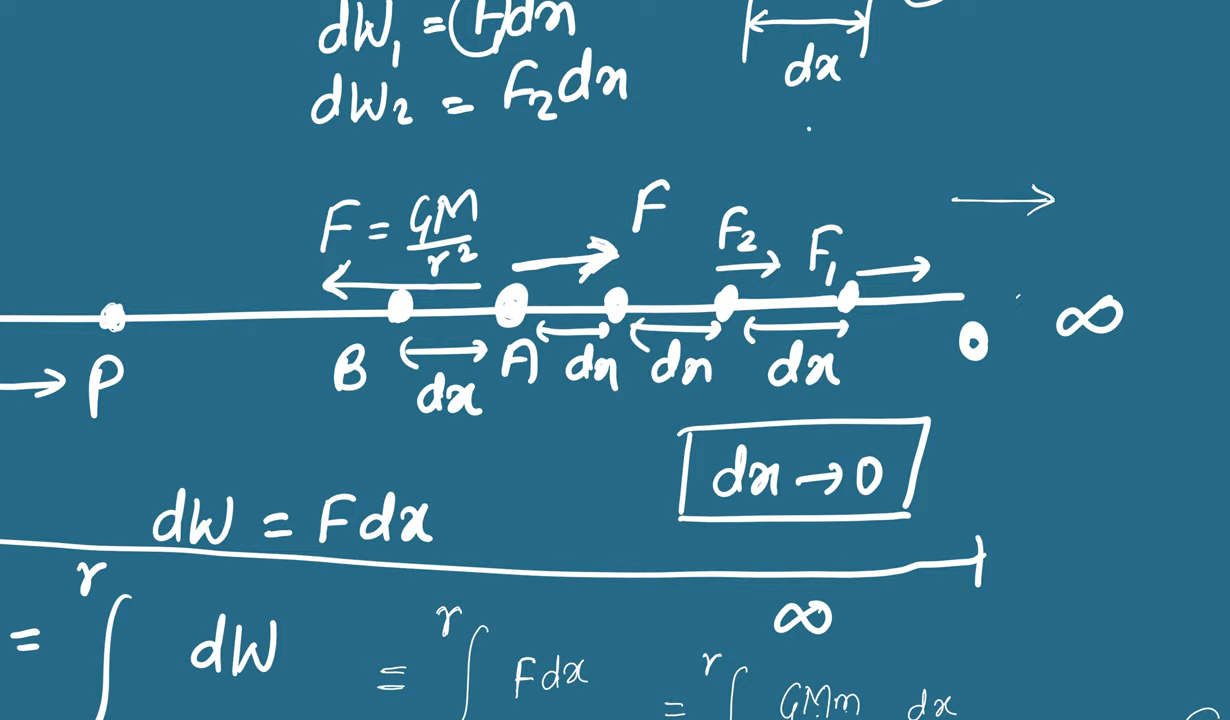 dW₁ = F₁dx
dx
dW₂ = F₂dx
F = GM/r²
F
F₂
F₁
∞
P
B
dx
A
dx
dx
dx
dx → 0
dW = Fdx
r
∞
= ∫ dW
r
= ∫ Fdx
r
= ∫ GMm dx